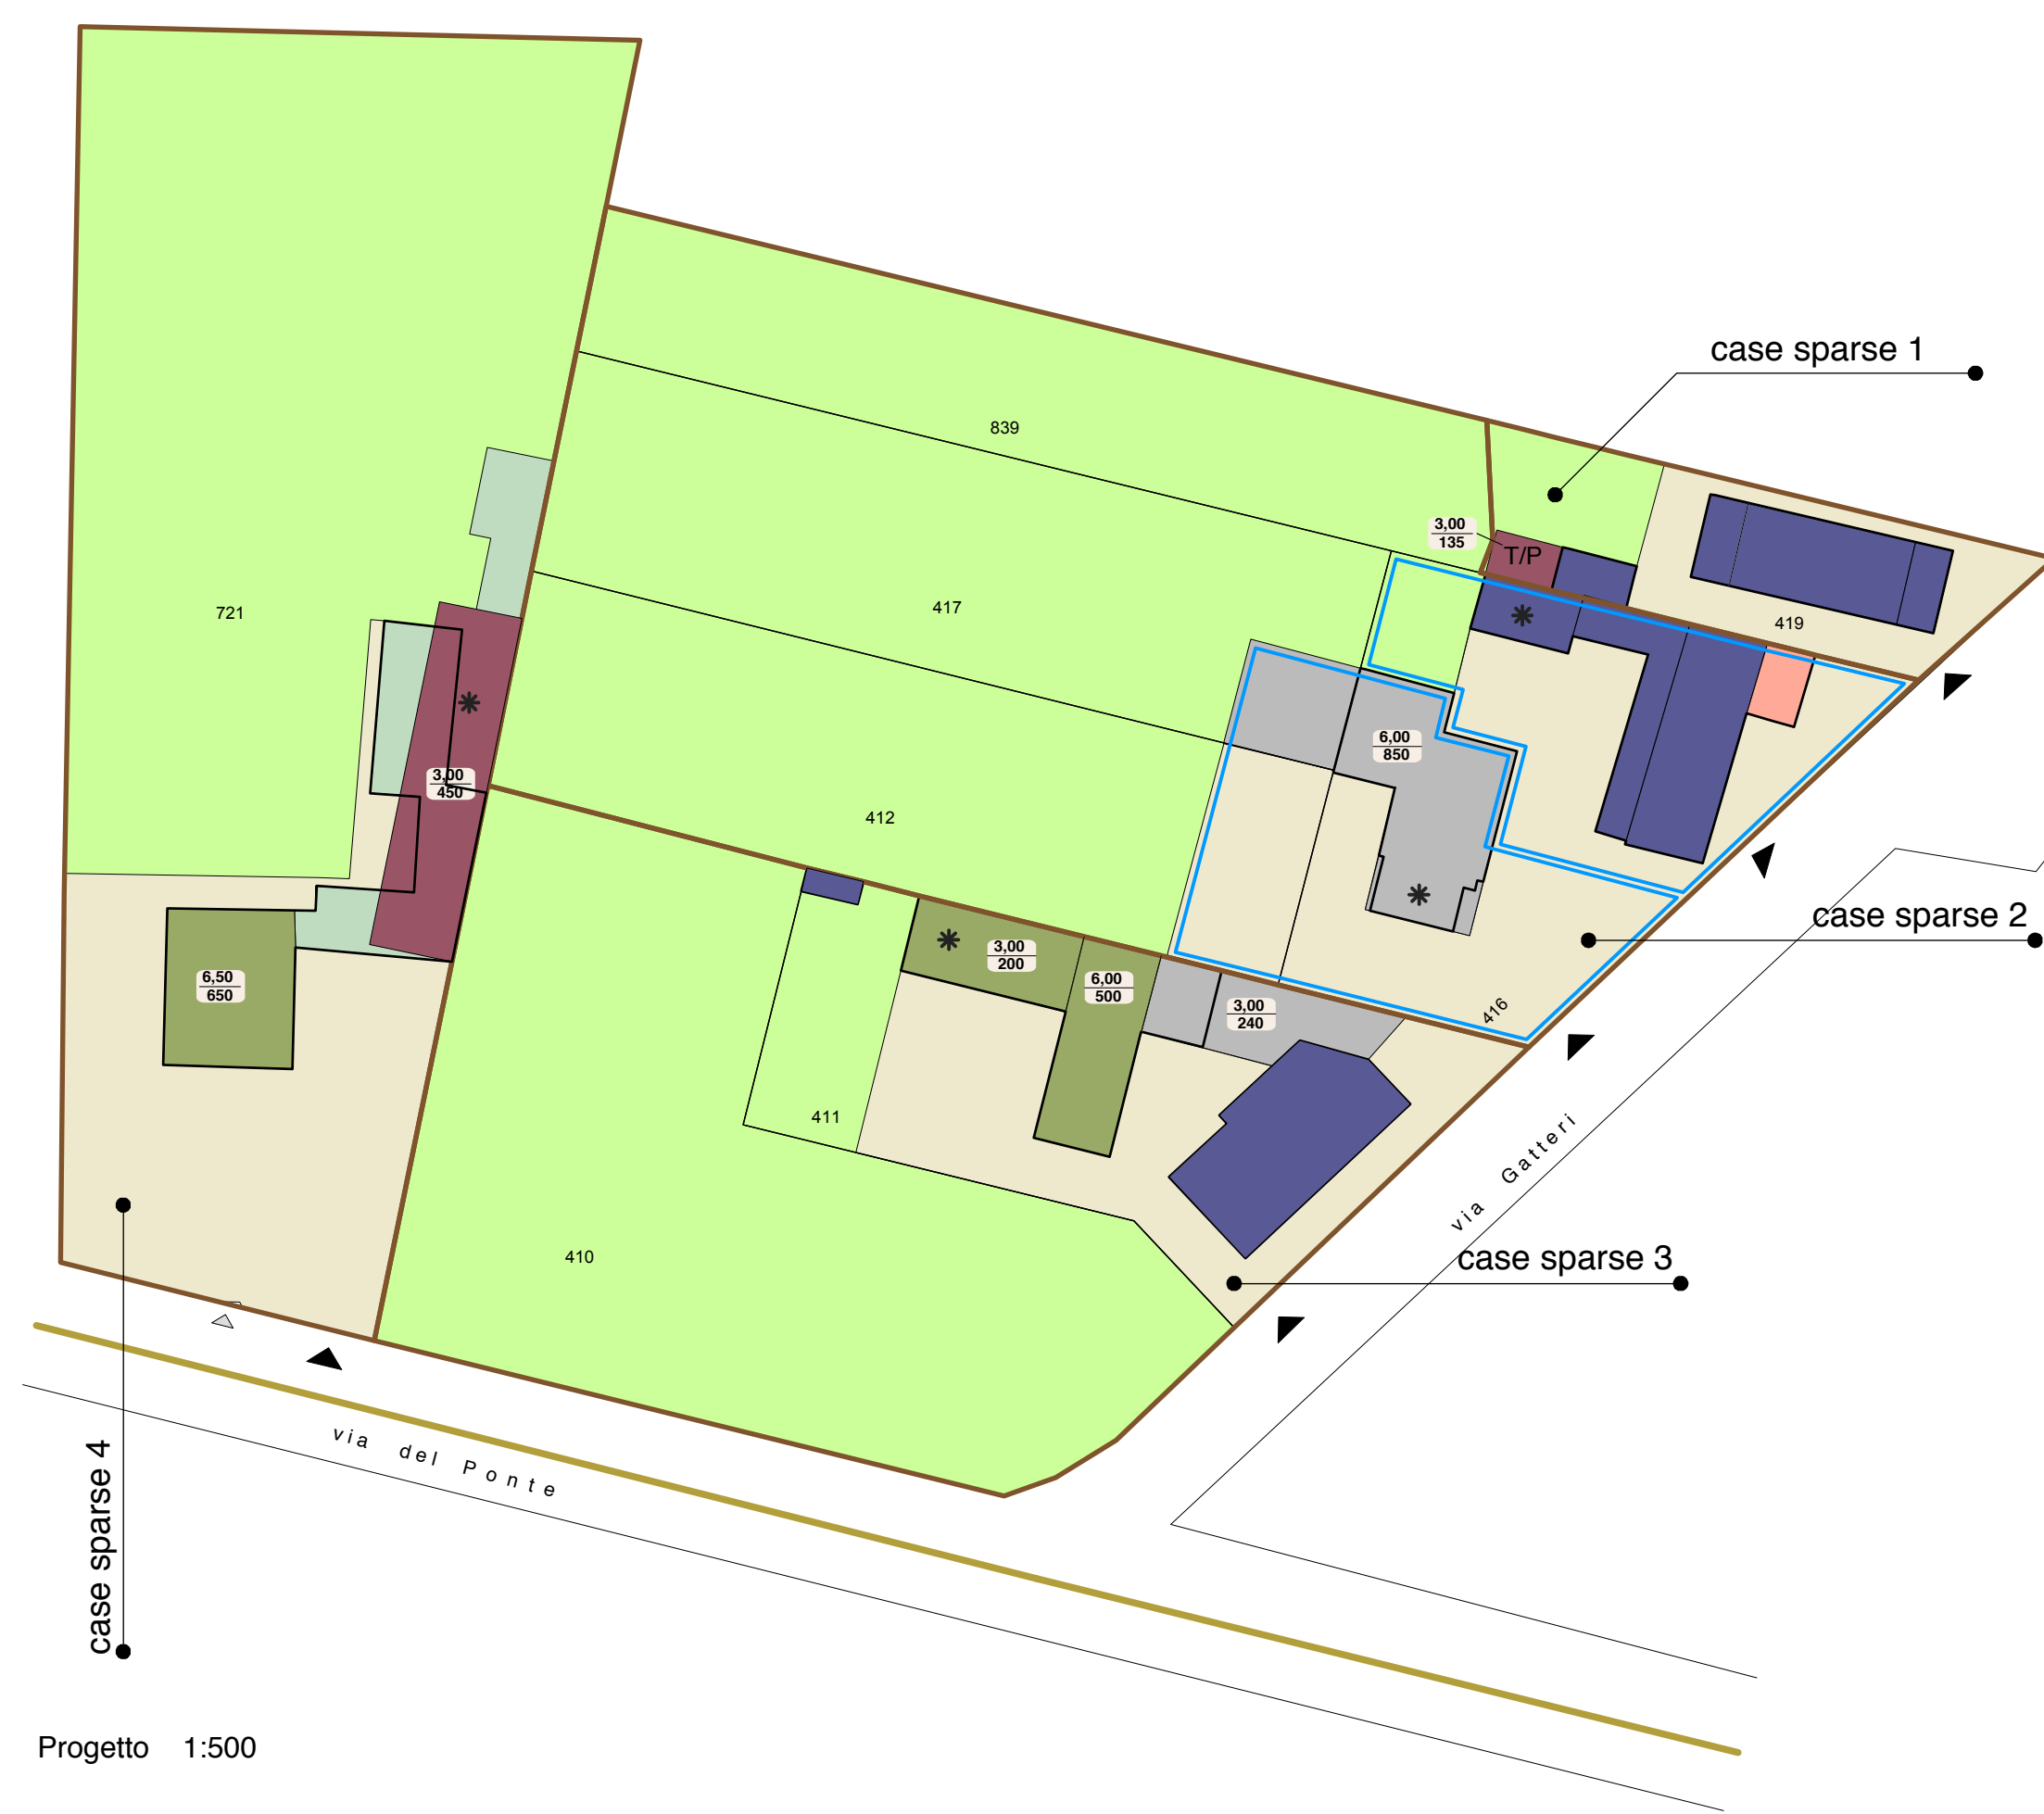 case sparse 1
839
3,00
135
T/P
417
721
419
6,00
850
3,00
450
412
case sparse 2
3,00
200
6,00
500
6,50
650
3,00
240
416
411
via Gatteri
410
case sparse 3
via del Ponte
case sparse 4
Progetto 1:500